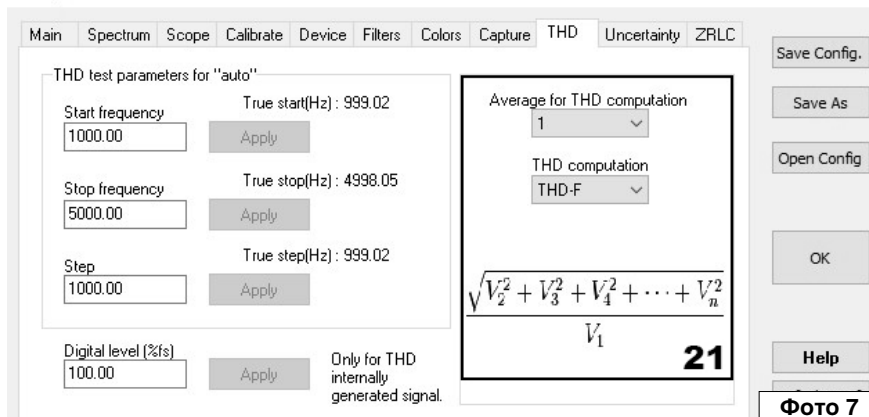 Main Spectrum Scope Calibrate Device Filters Colors Capture THD Uncertainty ZRLC
THD test parameters for "auto"
Start frequency
True start(Hz) : 999.02
1000.00
Apply
Stop frequency
True stop(Hz) : 4998.05
5000.00
Apply
Step
True step(Hz) : 999.02
1000.00
Apply
Digital level (%fs)
100.00
Apply
Only for THD
internally
generated signal.
Average for THD computation
1
THD computation
THD-F
√V₂² + V₃² + V₄² + ⋯ + Vₙ²
V₁
21
Save Config.
Save As
Open Config
OK
Help
Фото 7